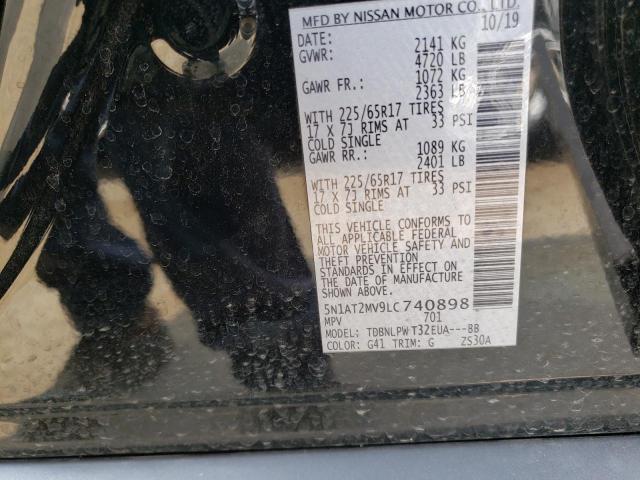 MFD BY NISSAN MOTOR CO., LTD.
DATE: 10/19
GVWR: 2141 KG
4720 LB
GAWR FR.: 1072 KG
2363 LB
WITH 225/65R17 TIRES
17 X 7J RIMS AT 33 PSI
COLD SINGLE
GAWR RR.: 1089 KG
2401 LB
WITH 225/65R17 TIRES
17 X 7J RIMS AT 33 PSI
COLD SINGLE
THIS VEHICLE CONFORMS TO
ALL APPLICABLE FEDERAL
MOTOR VEHICLE SAFETY AND
THEFT PREVENTION
STANDARDS IN EFFECT ON
THE DATE OF MANUFACTURE
SHOWN ABOVE.
5N1AT2MV9LC740898
MPV 701
MODEL: TDBNLPWT32EUA---BB
COLOR: G41 TRIM: G ZS30A